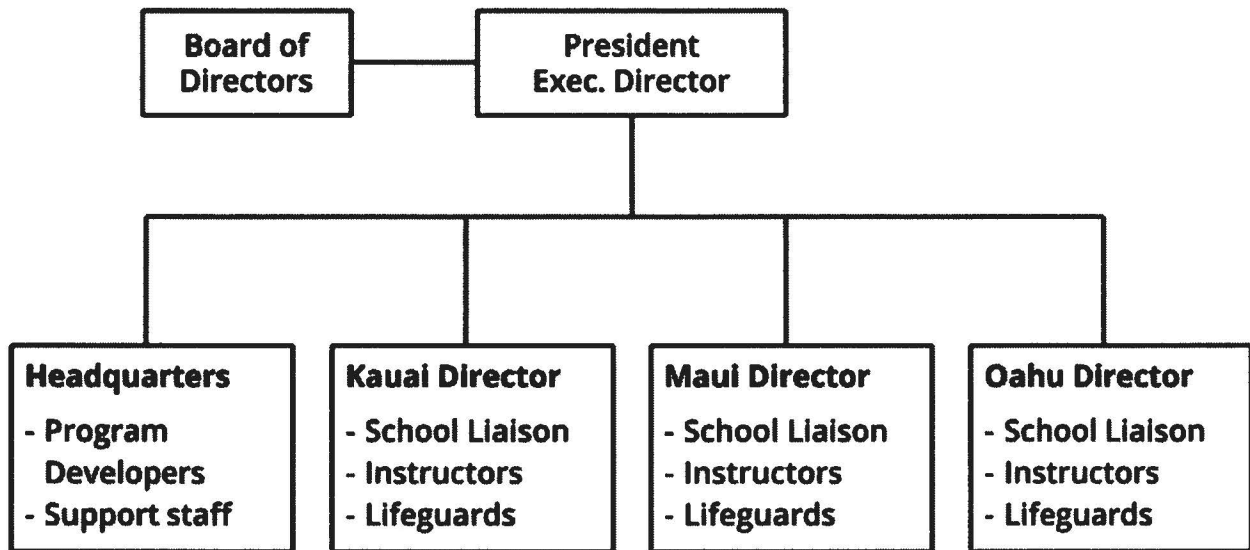 Board of
Directors
President
Exec. Director
Headquarters
- Program
Developers
- Support staff
Kauai Director
- School Liaison
- Instructors
- Lifeguards
Maui Director
- School Liaison
- Instructors
- Lifeguards
Oahu Director
- School Liaison
- Instructors
- Lifeguards